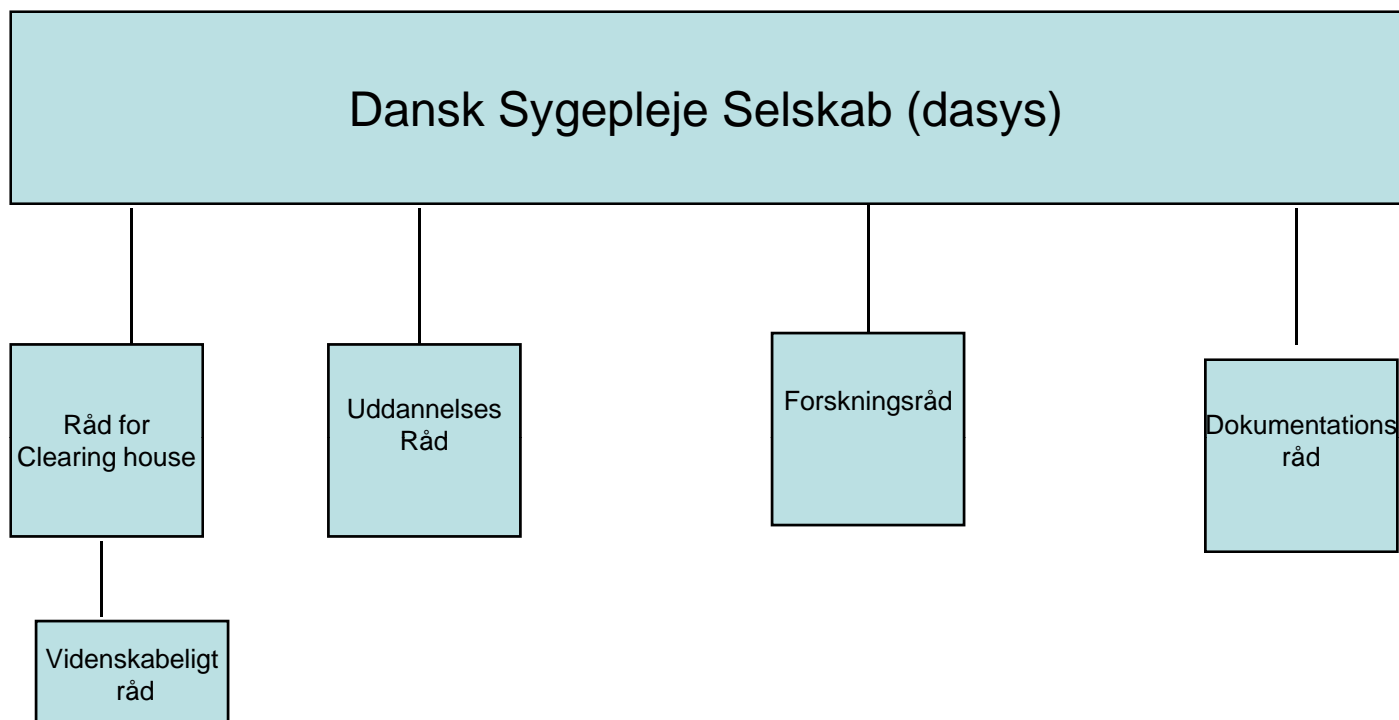 Dansk Sygepleje Selskab (dasys)
Råd for
Clearing house
Uddannelses
Råd
Forskningsråd
Dokumentations
råd
Videnskabeligt
råd